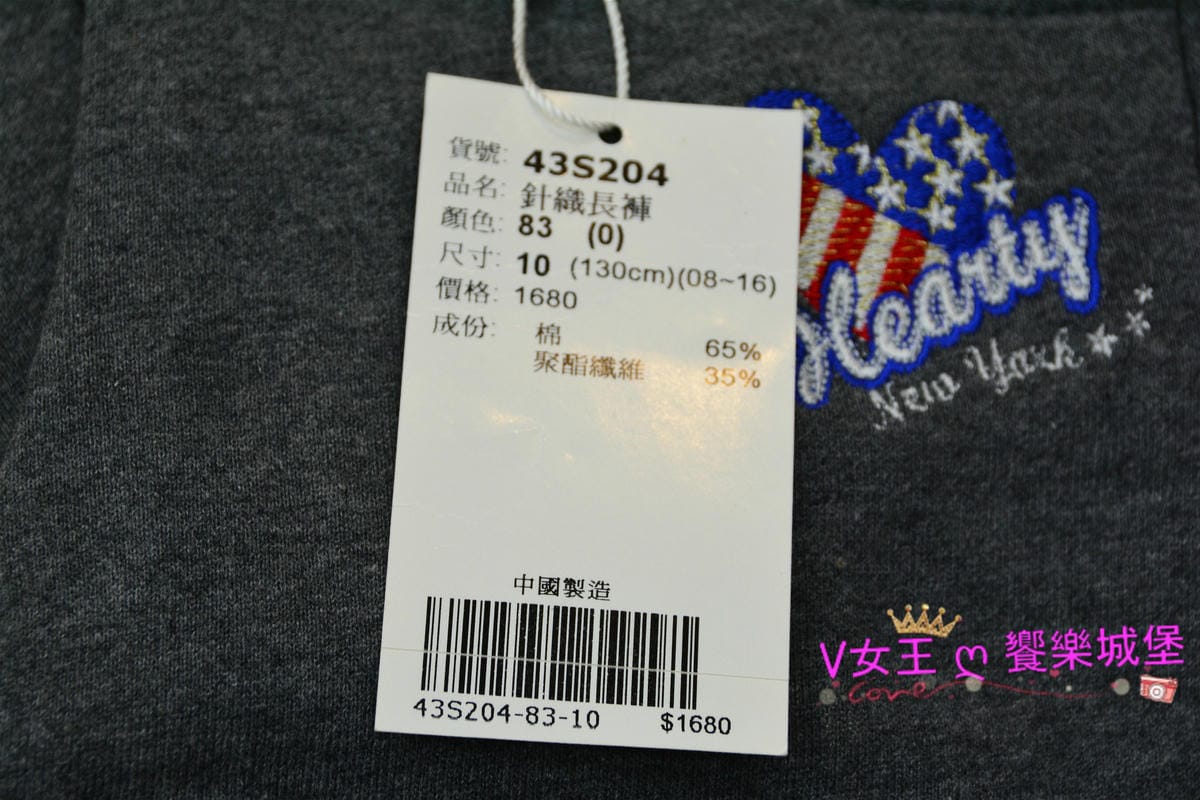 貨號: 43S204
品名: 針織長褲
顏色: 83 (0)
尺寸: 10 (130cm)(08~16)
價格: 1680
成份: 棉 65%
聚酯纖維 35%
中國製造
43S204-83-10 $1680
Hearty
New York
V女王 ღ 饗樂城堡
Love